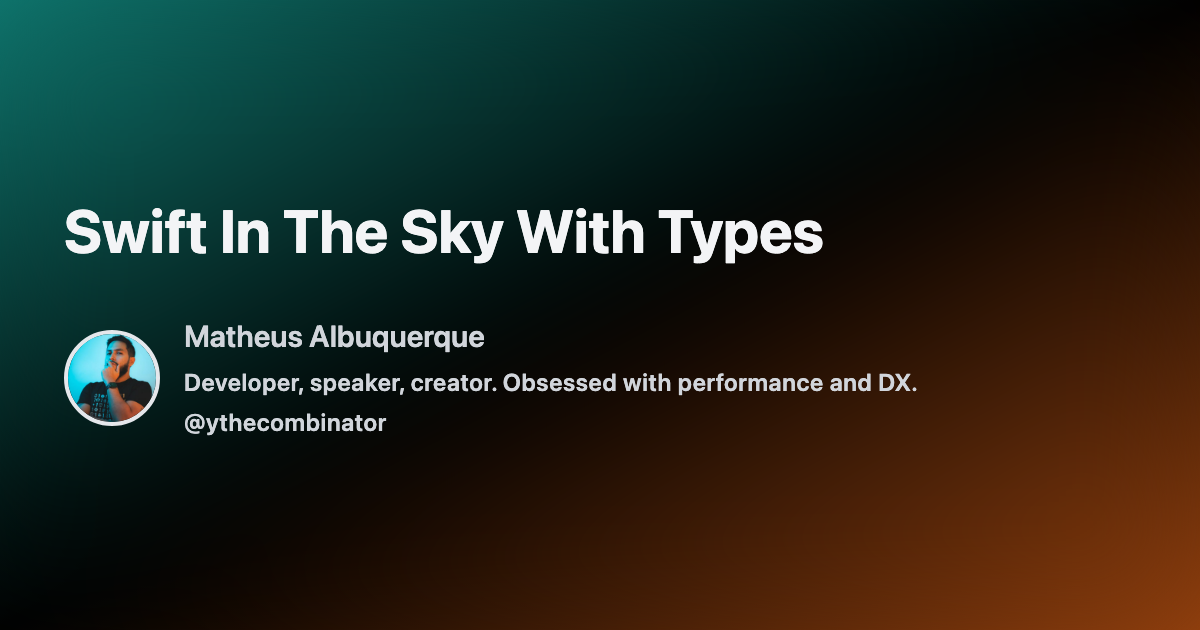 Swift In The Sky With Types
Matheus Albuquerque
Developer, speaker, creator. Obsessed with performance and DX.
@ythecombinator